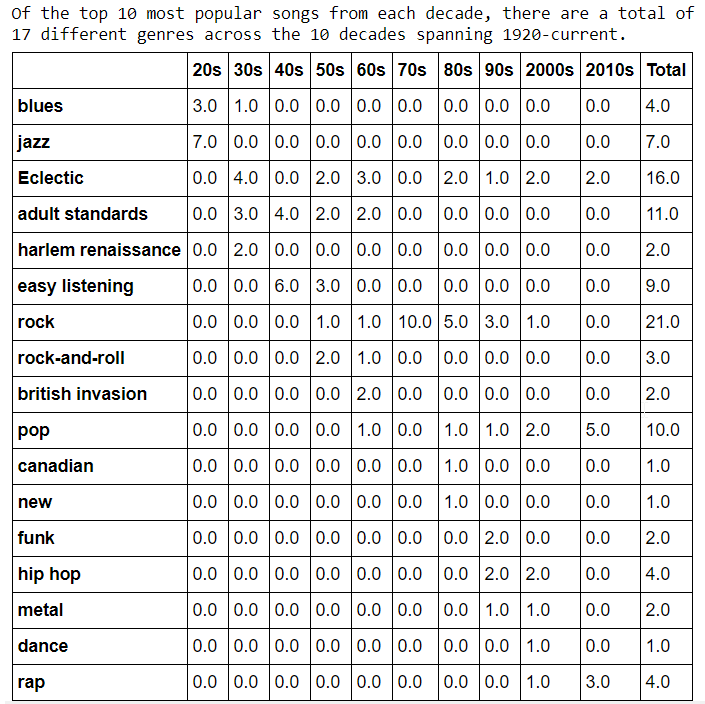 Of the top 10 most popular songs from each decade, there are a total of
17 different genres across the 10 decades spanning 1920-current.
20s 30s 40s 50s 60s 70s 80s 90s 2000s 2010s Total
blues 3.0 1.0 0.0 0.0 0.0 0.0 0.0 0.0 0.0 0.0 4.0
jazz 7.0 0.0 0.0 0.0 0.0 0.0 0.0 0.0 0.0 0.0 7.0
Eclectic 0.0 4.0 0.0 2.0 3.0 0.0 2.0 1.0 2.0 2.0 16.0
adult standards 0.0 3.0 4.0 2.0 2.0 0.0 0.0 0.0 0.0 0.0 11.0
harlem renaissance 0.0 2.0 0.0 0.0 0.0 0.0 0.0 0.0 0.0 0.0 2.0
easy listening 0.0 0.0 6.0 3.0 0.0 0.0 0.0 0.0 0.0 0.0 9.0
rock 0.0 0.0 0.0 1.0 1.0 10.0 5.0 3.0 1.0 0.0 21.0
rock-and-roll 0.0 0.0 0.0 2.0 1.0 0.0 0.0 0.0 0.0 0.0 3.0
british invasion 0.0 0.0 0.0 0.0 2.0 0.0 0.0 0.0 0.0 0.0 2.0
pop 0.0 0.0 0.0 0.0 1.0 0.0 1.0 1.0 2.0 5.0 10.0
canadian 0.0 0.0 0.0 0.0 0.0 0.0 1.0 0.0 0.0 0.0 1.0
new 0.0 0.0 0.0 0.0 0.0 0.0 1.0 0.0 0.0 0.0 1.0
funk 0.0 0.0 0.0 0.0 0.0 0.0 0.0 2.0 0.0 0.0 2.0
hip hop 0.0 0.0 0.0 0.0 0.0 0.0 0.0 2.0 2.0 0.0 4.0
metal 0.0 0.0 0.0 0.0 0.0 0.0 0.0 1.0 1.0 0.0 2.0
dance 0.0 0.0 0.0 0.0 0.0 0.0 0.0 0.0 1.0 0.0 1.0
rap 0.0 0.0 0.0 0.0 0.0 0.0 0.0 0.0 1.0 3.0 4.0